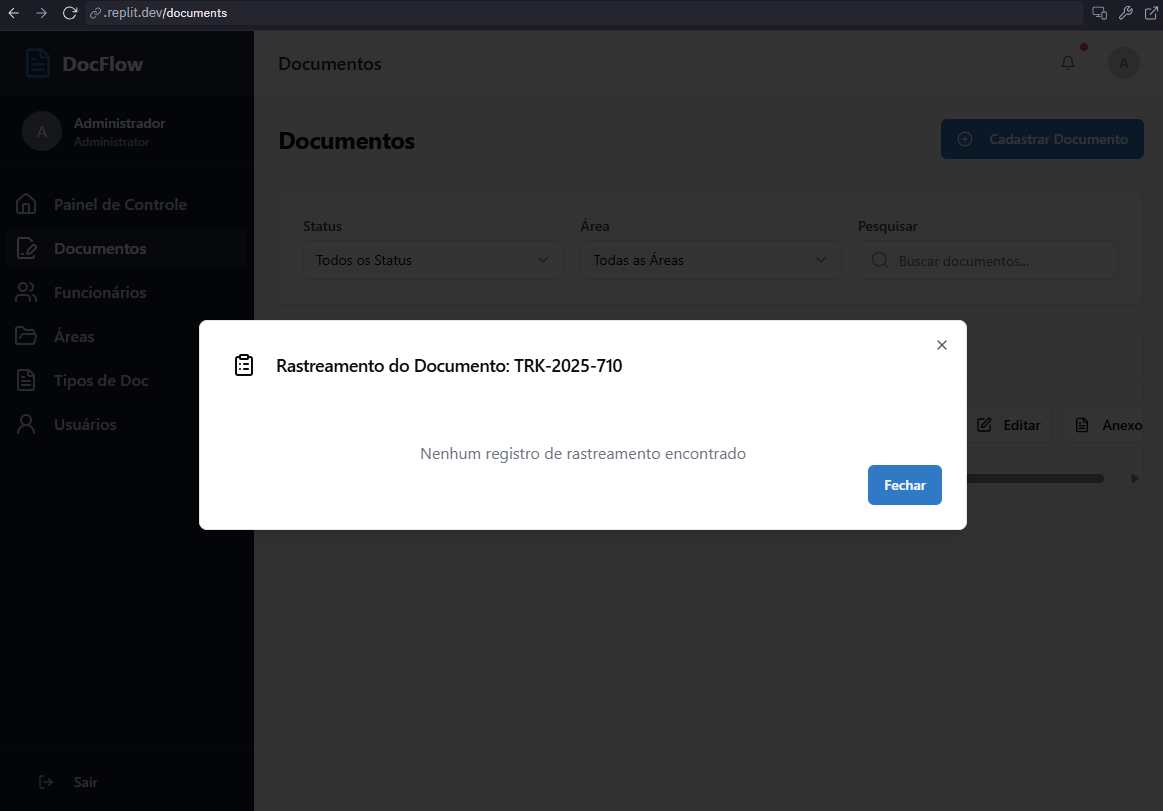 .replit.dev/documents
DocFlow
Documentos
A
A
Administrador
Administrator
Documentos
Cadastrar Documento
Painel de Controle
Documentos
Funcionários
Áreas
Tipos de Doc
Usuários
Status
Área
Pesquisar
Todos os Status
Todas as Áreas
Buscar documentos...
Rastreamento do Documento: TRK-2025-710
Editar
Anexo
Nenhum registro de rastreamento encontrado
Fechar
Sair